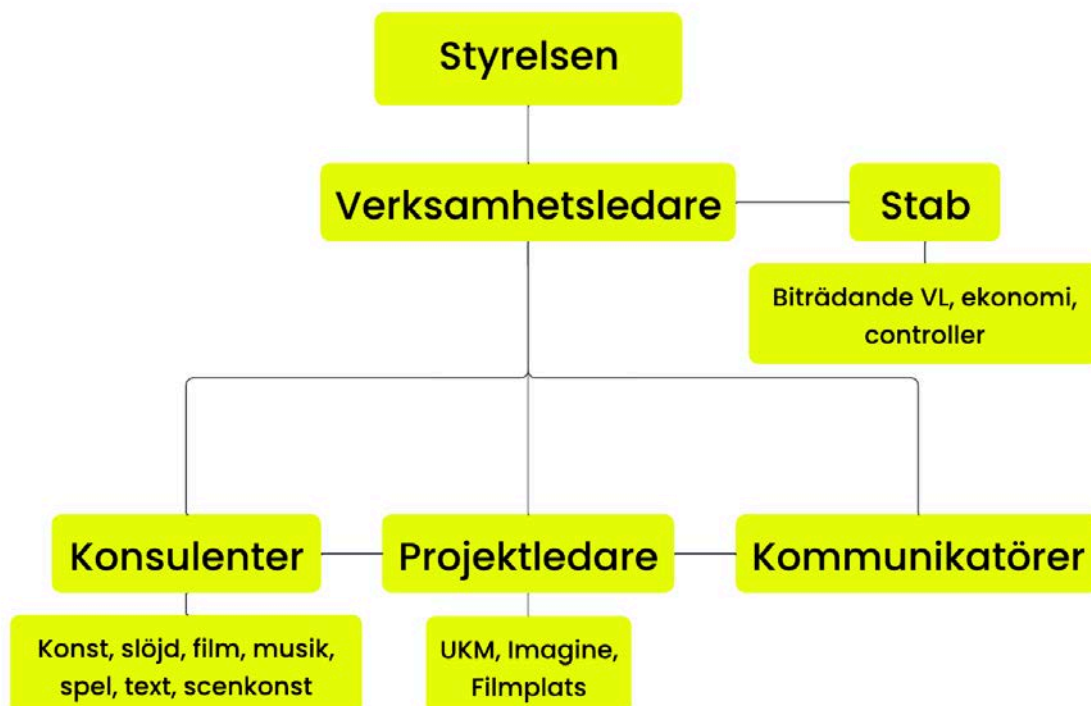 Styrelsen
Verksamhetsledare
Stab
Biträdande VL, ekonomi,
controller
Konsulenter
Projektledare
Kommunikatörer
Konst, slöjd, film, musik,
spel, text, scenkonst
UKM, Imagine,
Filmplats